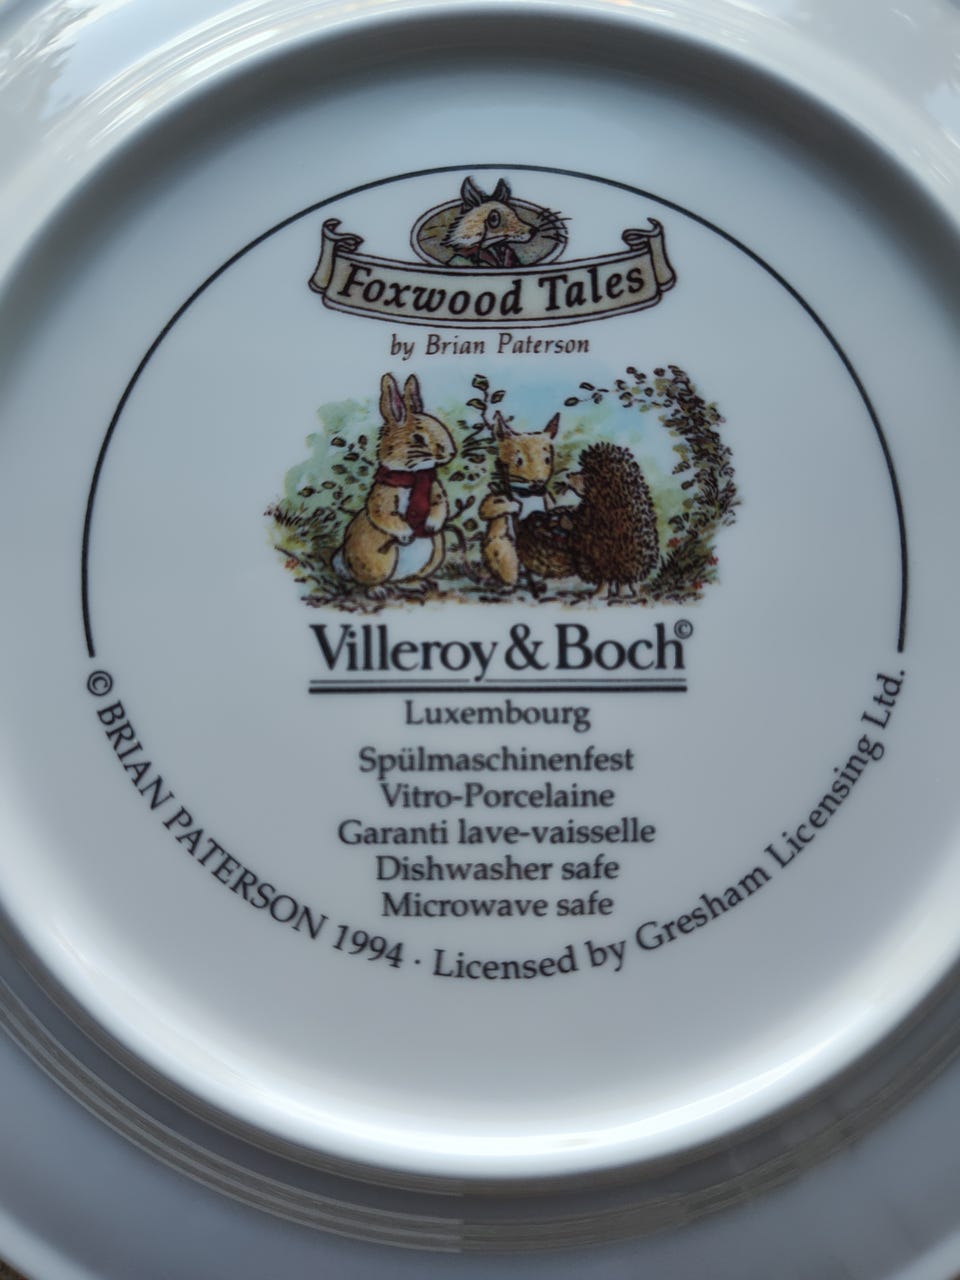 Foxwood Tales
by Brian Paterson
Villeroy & Boch©
Luxembourg
Spülmaschinenfest
Vitro-Porcelaine
Garanti lave-vaisselle
Dishwasher safe
Microwave safe
© BRIAN PATERSON 1994 · Licensed by Gresham Licensing Ltd.